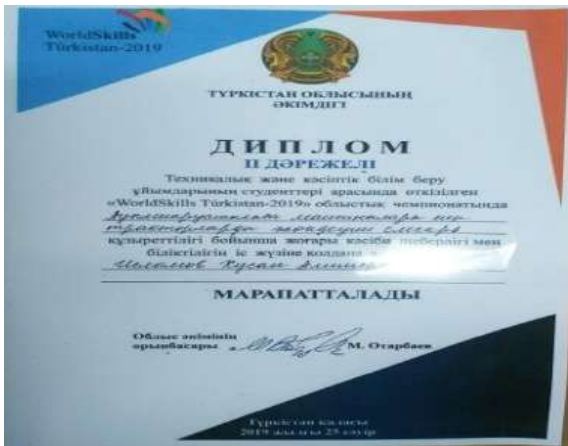 WorldSkills
Türkistan-2019
ТҮРКІСТАН ОБЛЫСЫНЫҢ
ӘКІМДІГІ
ДИПЛОМ
II ДӘРЕЖЕЛІ
Техникалық және кәсіптік білім беру
ұйымдарының студенттері арасында өткізілген
«WorldSkills Türkistan-2019» облыстық чемпионатында
құзыреттілігі бойынша жоғары кәсіби шеберлігі мен
біліктілігін іс жүзіне қолдана
МАРАПАТТАЛАДЫ
Облыс әкімінің
орынбасары М. Отарбаев
Түркістан қаласы
2019 жылғы 25 сәуір